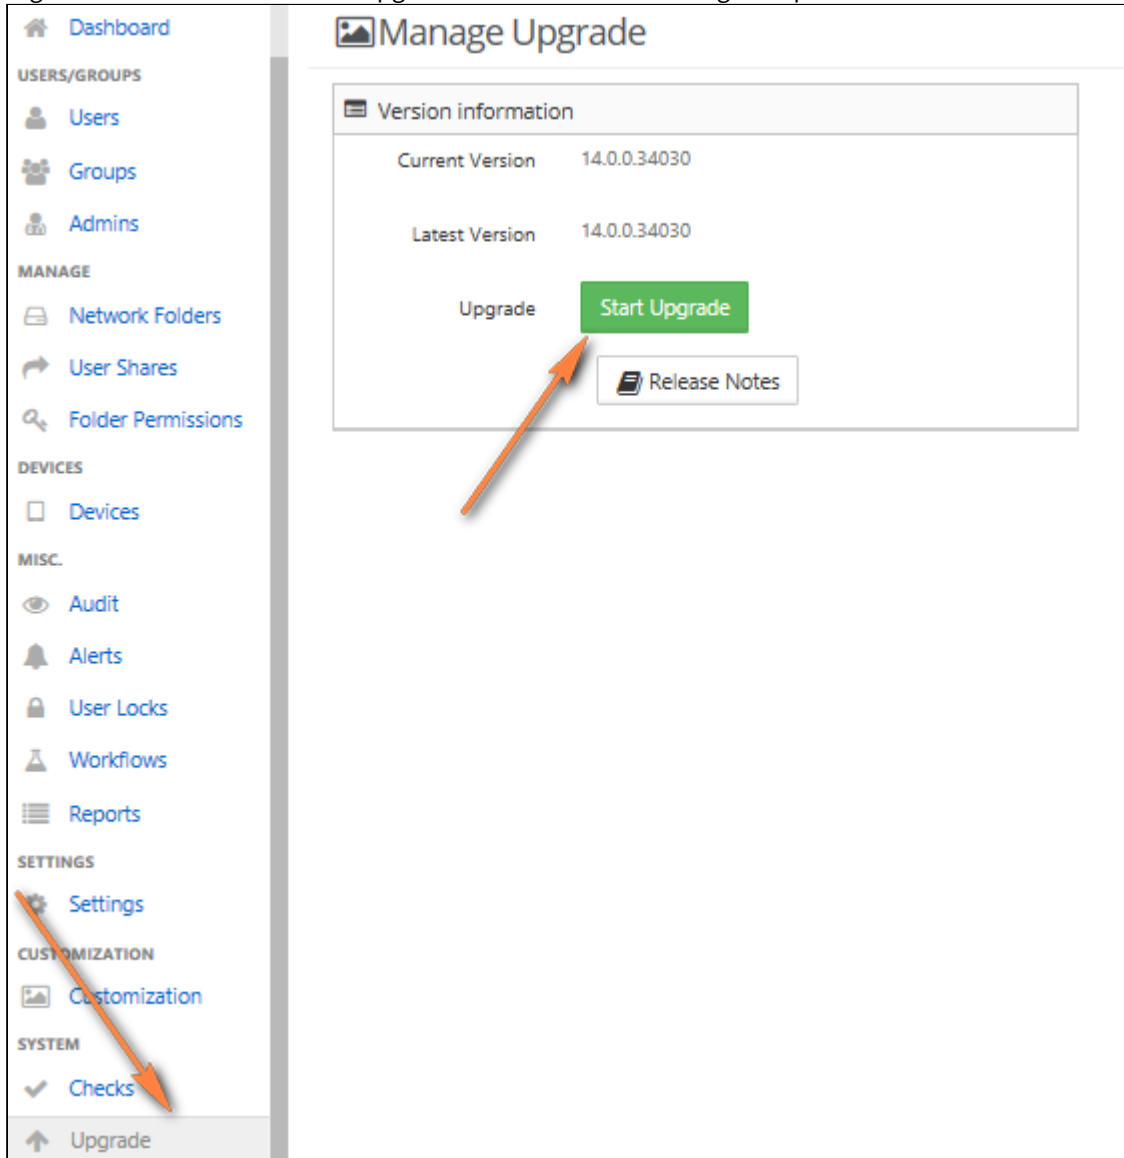 Dashboard
USERS/GROUPS
Users
Groups
Admins
MANAGE
Network Folders
User Shares
Folder Permissions
DEVICES
Devices
MISC.
Audit
Alerts
User Locks
Workflows
Reports
SETTINGS
Settings
CUSTOMIZATION
Customization
SYSTEM
Checks
Upgrade
Manage Upgrade
Version information
Current Version 14.0.0.34030
Latest Version 14.0.0.34030
Upgrade Start Upgrade
Release Notes